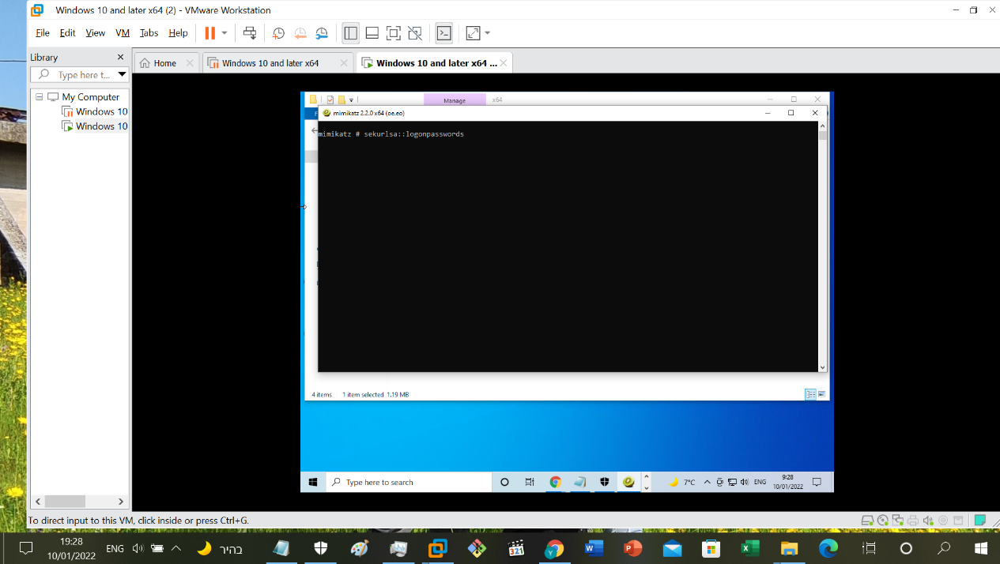 Windows 10 and later x64 (2) - VMware Workstation
File Edit View VM Tabs Help
Library
Type here t...
Home
Windows 10 and later x64
Windows 10 and later x64 ...
My Computer
Windows 10
Windows 10
Manage
x64
F
mimikatz 2.2.0 x64 (oe.eo)
mimikatz # sekurlsa::logonpasswords
4 items 1 item selected 1.19 MB
Type here to search
7°C
ENG
9:28
10/01/2022
To direct input to this VM, click inside or press Ctrl+G.
19:28
10/01/2022
ENG
בהיר
321